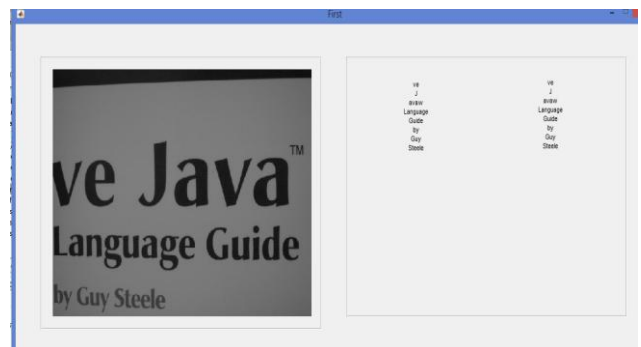 First
ve Java™
Language Guide
by Guy Steele
ve
J
avaw
Language
Guide
by
Guy
Steele
ve
J
avaw
Language
Guide
by
Guy
Steele